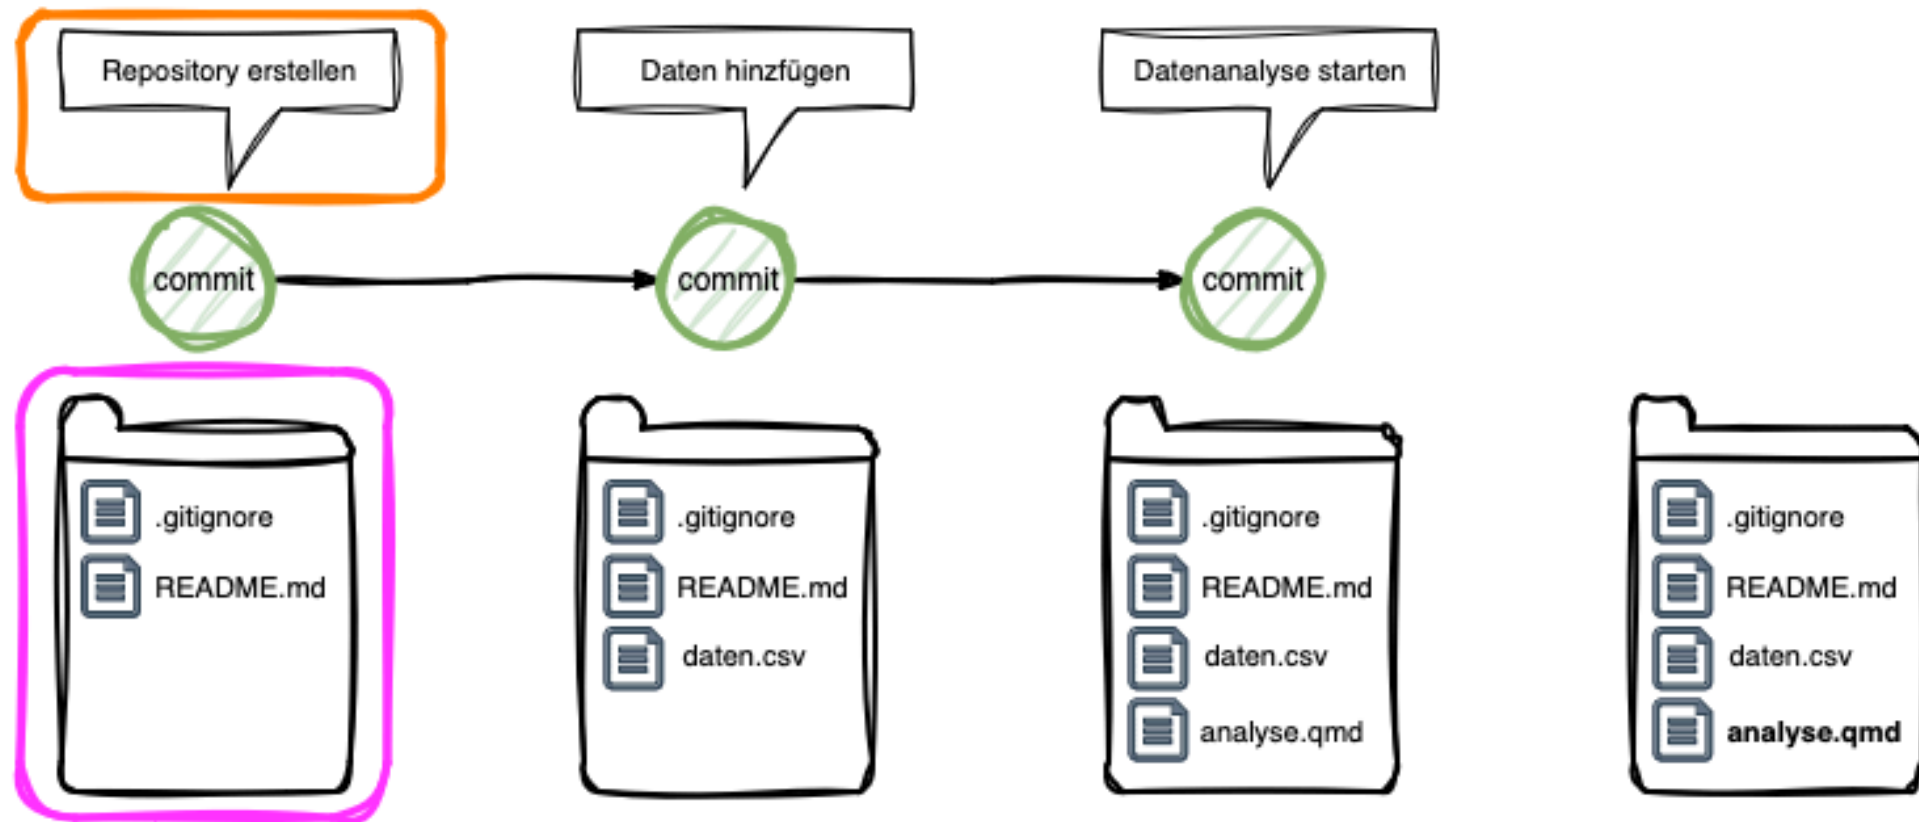 Repository erstellen
Daten hinzfügen
Datenanalyse starten
commit
commit
commit
.gitignore
README.md
.gitignore
README.md
daten.csv
.gitignore
README.md
daten.csv
analyse.qmd
.gitignore
README.md
daten.csv
analyse.qmd